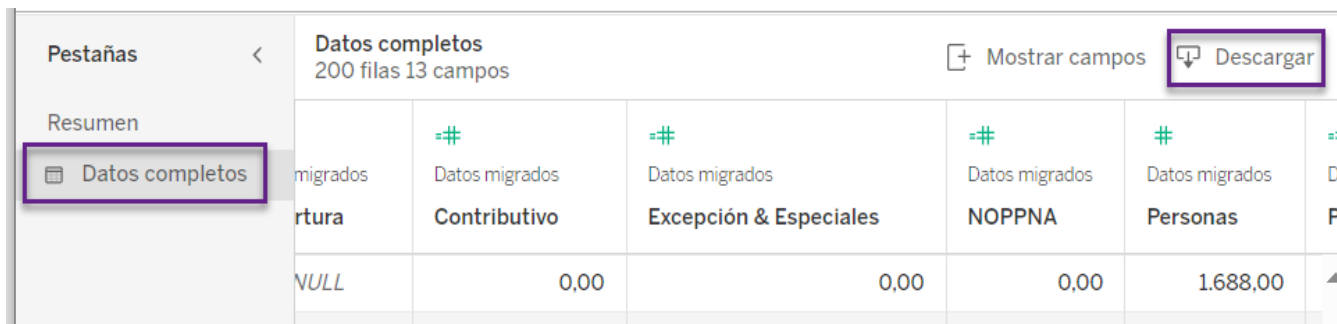 Pestañas
Datos completos
200 filas 13 campos
Mostrar campos
Descargar
Resumen
Datos completos
migrados
Datos migrados
Datos migrados
Datos migrados
Datos migrados
D
rtura
Contributivo
Excepción & Especiales
NOPPNA
Personas
P
NULL
0,00
0,00
0,00
1.688,00